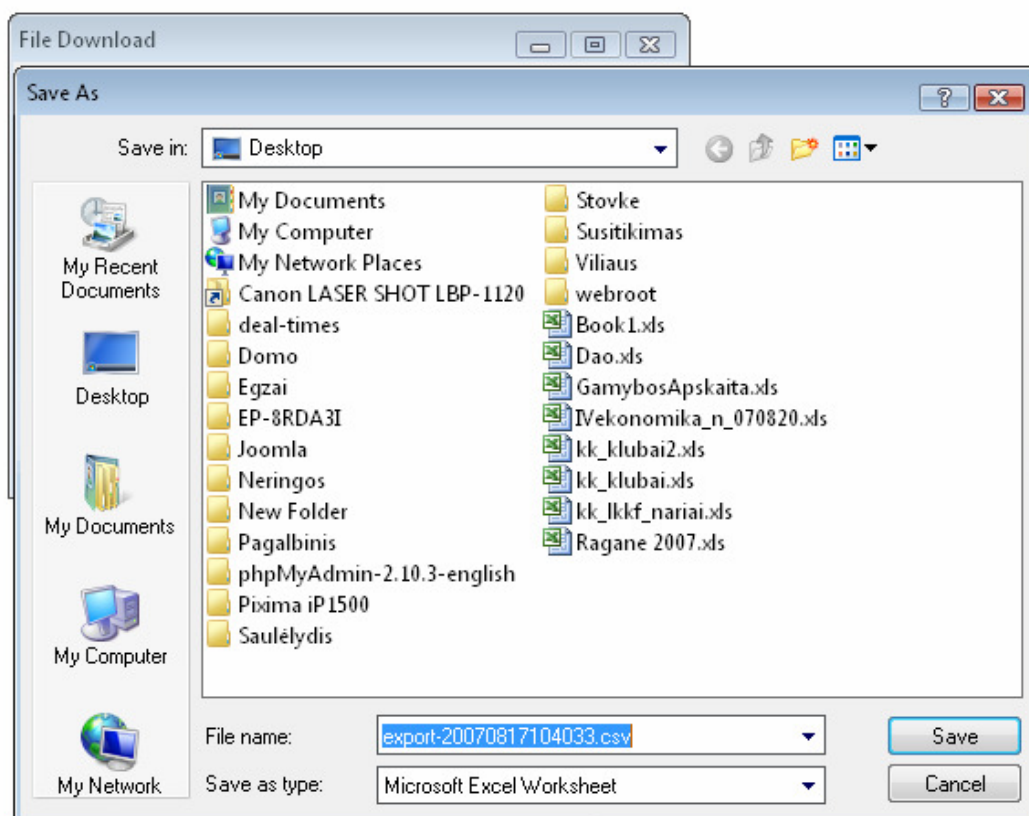 File Download
Save As
Save in:
Desktop
My Recent
Documents
Desktop
My Documents
My Computer
My Network
My Documents
My Computer
My Network Places
Canon LASER SHOT LBP-1120
deal-times
Domo
Egzai
EP-8RDA3I
Joomla
Neringos
New Folder
Pagalbinis
phpMyAdmin-2.10.3-english
Pixima iP1500
Saulėlydis
Stovke
Susitikimas
Viliaus
webroot
Book1.xls
Dao.xls
GamybosApskaita.xls
IVekonomika_n_070820.xls
kk_klubai2.xls
kk_klubai.xls
kk_lkkf_nariai.xls
Ragane 2007.xls
File name:
export-20070817104033.csv
Save
Save as type:
Microsoft Excel Worksheet
Cancel